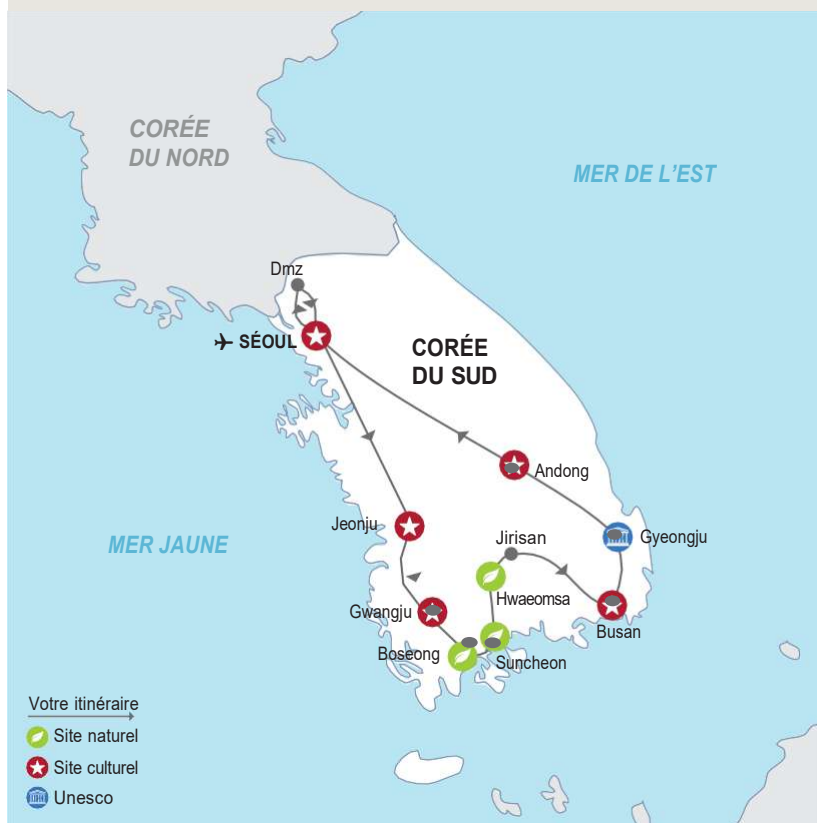 CORÉE
DU NORD
MER DE L'EST
Dmz
SÉOUL
CORÉE
DU SUD
Andong
Jeonju
Jirisan
Gyeongju
MER JAUNE
Hwaeomsa
Gwangju
Busan
Boseong
Suncheon
Votre itinéraire
Site naturel
Site culturel
Unesco